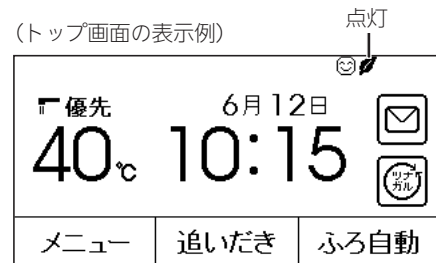 点灯
(トップ画面の表示例)
優先
6月12日
40℃
10:15
ツナ
ガル
メニュー
追いだき
ふろ自動